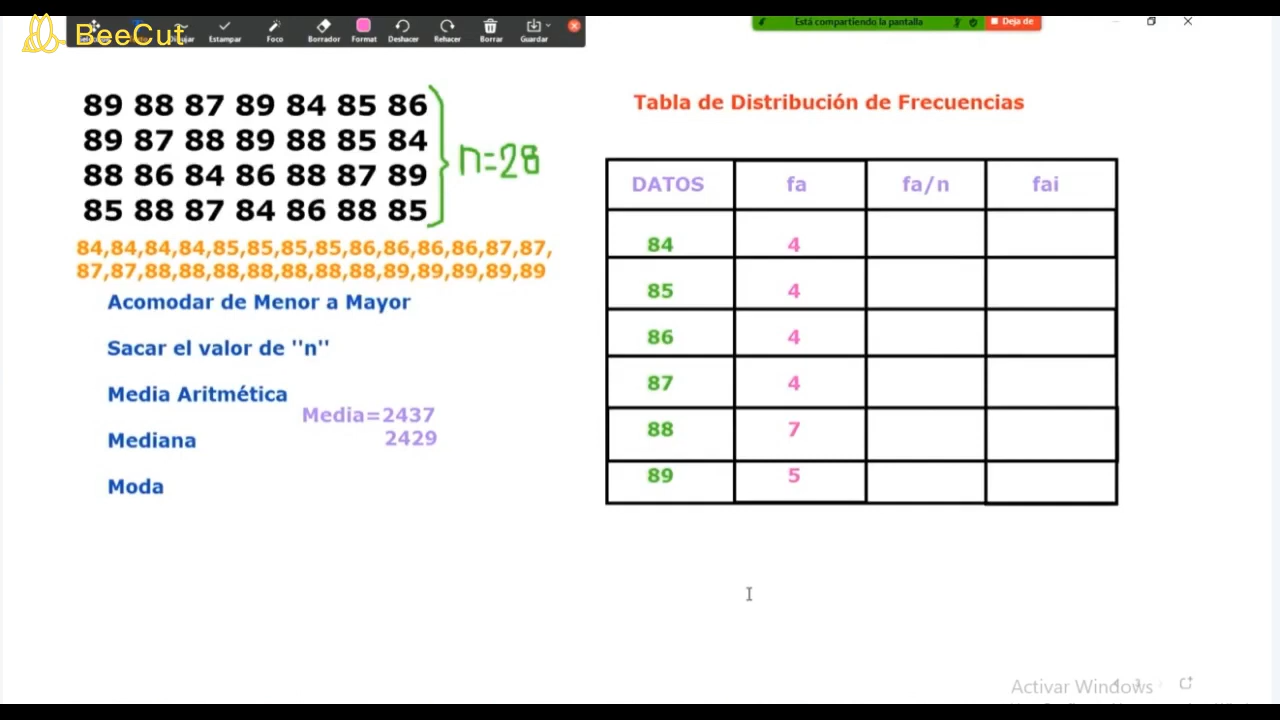 BeeCut
Estampar
Foco
Borrador
Format
Deshacer
Rehacer
Borrar
Guardar
Está compartiendo la pantalla
Deja de
89 88 87 89 84 85 86
89 87 88 89 88 85 84
88 86 84 86 88 87 89
85 88 87 84 86 88 85
n=28
84,84,84,84,85,85,85,85,86,86,86,86,87,87,
87,87,88,88,88,88,88,88,88,89,89,89,89,89
Acomodar de Menor a Mayor
Sacar el valor de "n"
Media Aritmética
Media=2437
2429
Mediana
Moda
Tabla de Distribución de Frecuencias
DATOS fa fa/n fai
84 4
85 4
86 4
87 4
88 7
89 5
Activar Windows